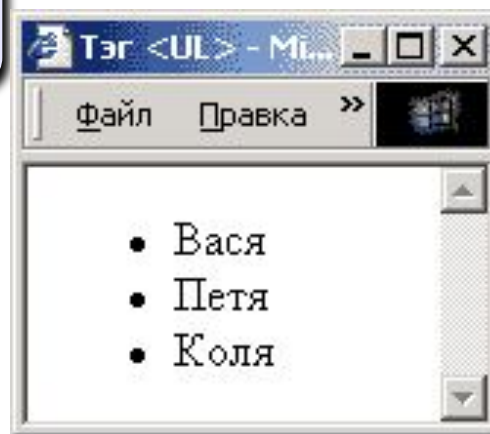 Тэг <UL> - Mi...
Файл Правка »
• Вася
• Петя
• Коля